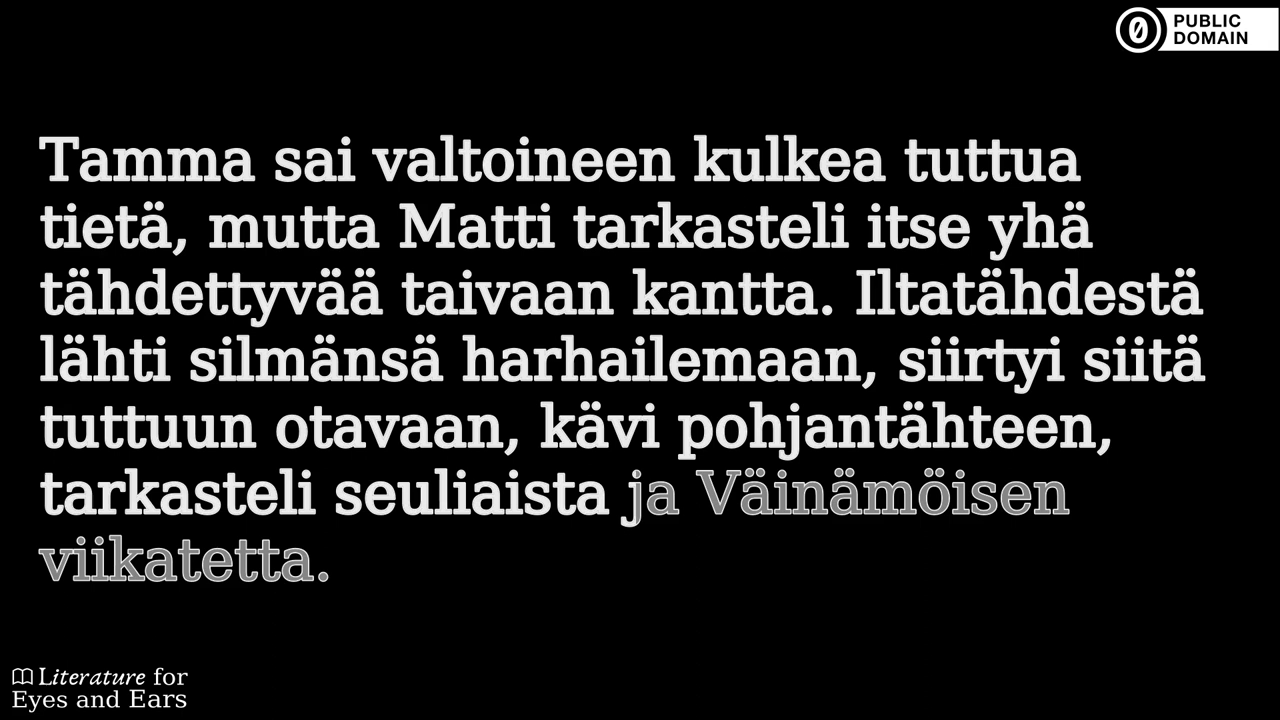 PUBLIC
DOMAIN
Tamma sai valtoineen kulkea tuttua
tietä, mutta Matti tarkasteli itse yhä
tähdettyvää taivaan kantta. Iltatähdestä
lähti silmänsä harhailemaan, siirtyi siitä
tuttuun otavaan, kävi pohjantähteen,
tarkasteli seuliaista ja Väinämöisen
viikatetta.
Literature for
Eyes and Ears